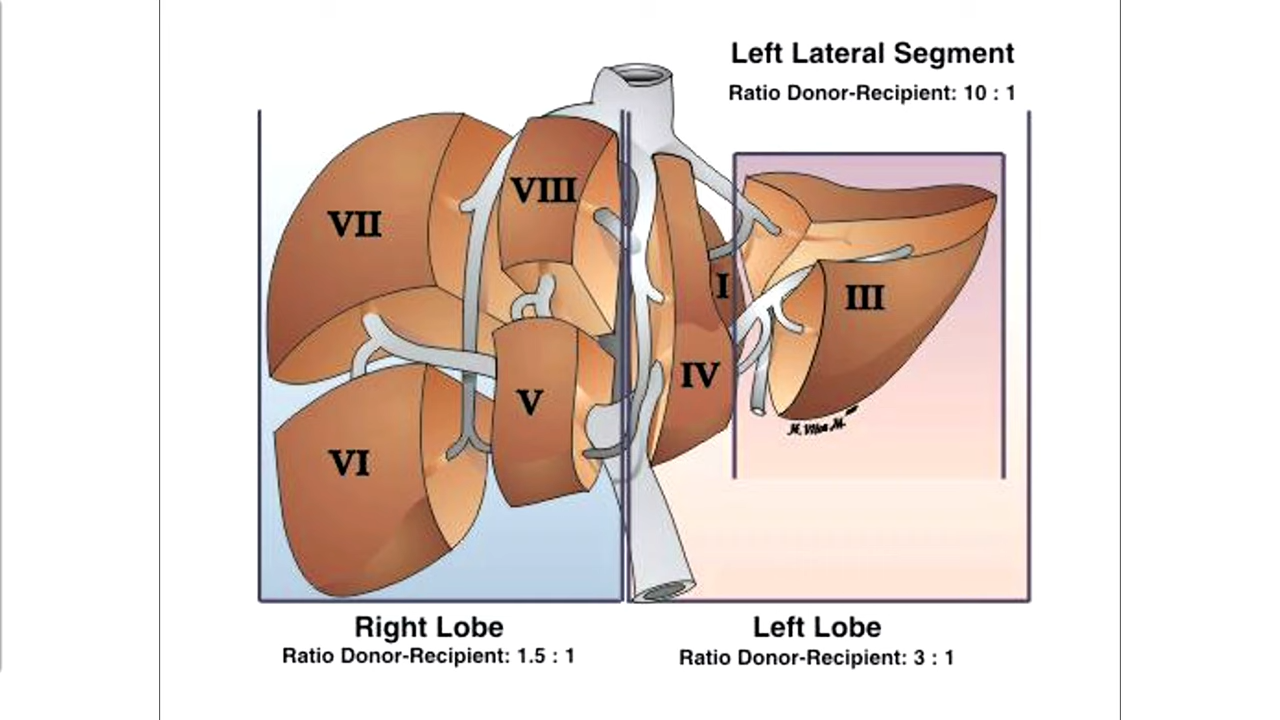 Left Lateral Segment
Ratio Donor-Recipient: 10 : 1
VII
VIII
I
III
IV
V
VI
Right Lobe
Ratio Donor-Recipient: 1.5 : 1
Left Lobe
Ratio Donor-Recipient: 3 : 1